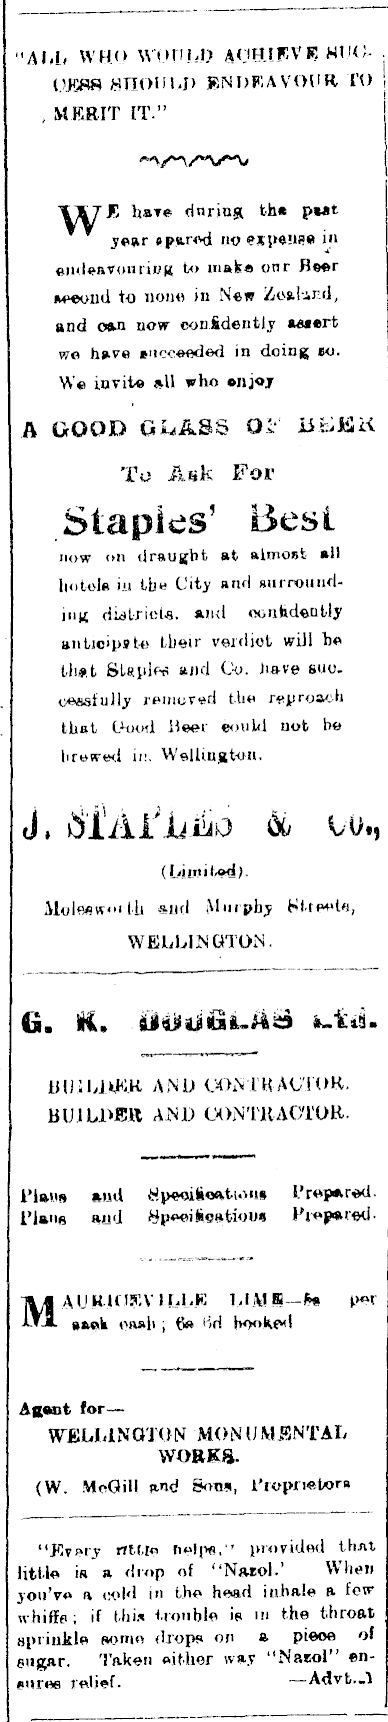 "ALL WHO WOULD ACHIEVE SUC-
CESS SHOULD ENDEAVOUR TO
MERIT IT."
WE have during the past
year spared no expense in
endeavouring to make our Beer
second to none in New Zealand,
and can now confidently assert
we have succeeded in doing so.
We invite all who enjoy
A GOOD GLASS OF BEER
To Ask For
Staples' Best
now on draught at almost all
hotels in the City and surround-
ing districts. and confidently
anticipate their verdict will be
that Staples and Co. have suc-
cessfully removed the reproach
that Good Beer could not be
brewed in Wellington.
J. STAPLES & Co.,
(Limited).
Molesworth and Murphy Streets,
WELLINGTON.
G. K. DOUGLAS Ltd.
BUILDER AND CONTRACTOR.
BUILDER AND CONTRACTOR.
Plans and Specifications Prepared.
Plans and Specifications Prepared.
MAURICEVILLE LIME—5s per
sack cash; 6s 6d booked
Agent for—
WELLINGTON MONUMENTAL
WORKS.
(W. McGill and Sons, Proprietors
"Every little helps," provided that
little is a drop of "Nazol.' When
you've a cold in the head inhale a few
whiffs; if this trouble is in the throat
sprinkle some drops on a piece of
sugar. Taken either way "Nazol" en-
sures relief. —Advt.